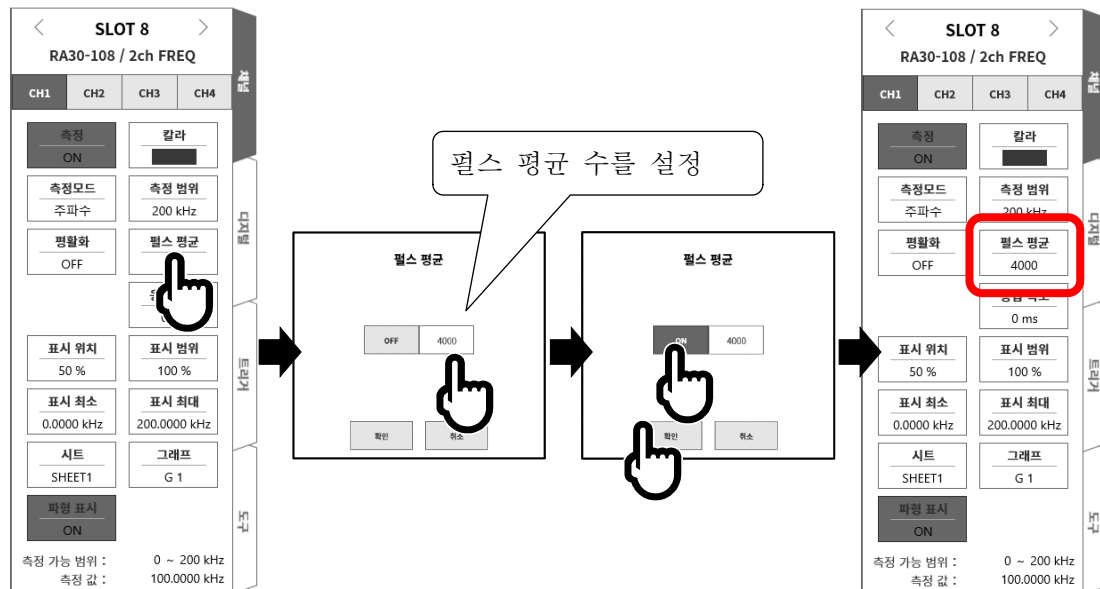 SLOT 8
RA30-108 / 2ch FREQ
CH1 CH2 CH3 CH4
측정 칼라
ON
측정모드 측정 범위
주파수 200 kHz
평활화 펄스 평균
OFF
표시 위치 표시 범위
50 % 100 %
표시 최소 표시 최대
0.0000 kHz 200.0000 kHz
시트 그래프
SHEET1 G 1
파형 표시
ON
측정 가능 범위 : 0 ~ 200 kHz
측정 값 : 100.0000 kHz
채널
디지털
트리거
도구
펄스 평균 수를 설정
펄스 평균
OFF 4000
확인 취소
펄스 평균
ON 4000
확인 취소
SLOT 8
RA30-108 / 2ch FREQ
CH1 CH2 CH3 CH4
측정 칼라
ON
측정모드 측정 범위
주파수 200 kHz
평활화 펄스 평균
OFF 4000
0 ms
표시 위치 표시 범위
50 % 100 %
표시 최소 표시 최대
0.0000 kHz 200.0000 kHz
시트 그래프
SHEET1 G 1
파형 표시
ON
측정 가능 범위 : 0 ~ 200 kHz
측정 값 : 100.0000 kHz
채널
디지털
트리거
도구